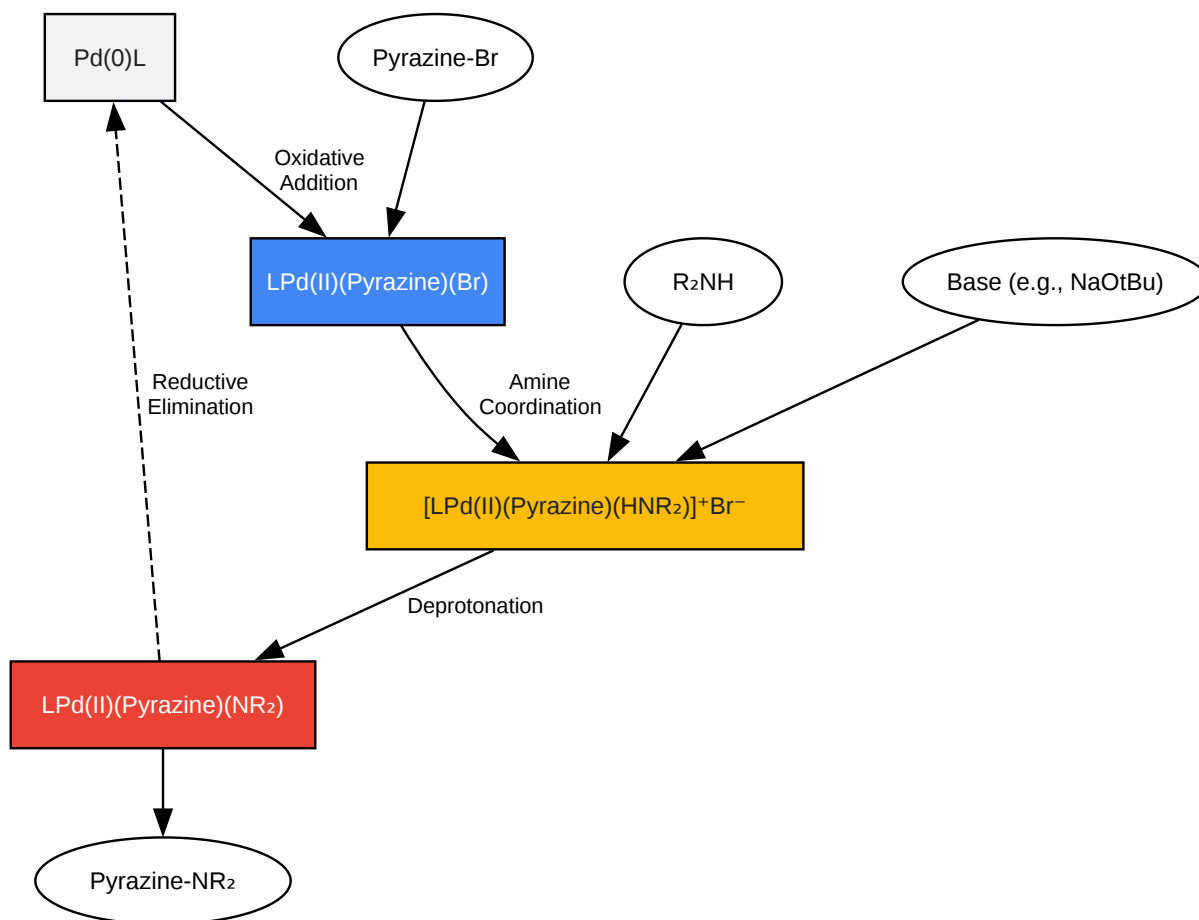 Pd(0)L
Pyrazine-Br
Oxidative
Addition
LPd(II)(Pyrazine)(Br)
R₂NH
Base (e.g., NaOtBu)
Reductive
Elimination
Amine
Coordination
[LPd(II)(Pyrazine)(HNR₂)]⁺Br⁻
Deprotonation
LPd(II)(Pyrazine)(NR₂)
Pyrazine-NR₂